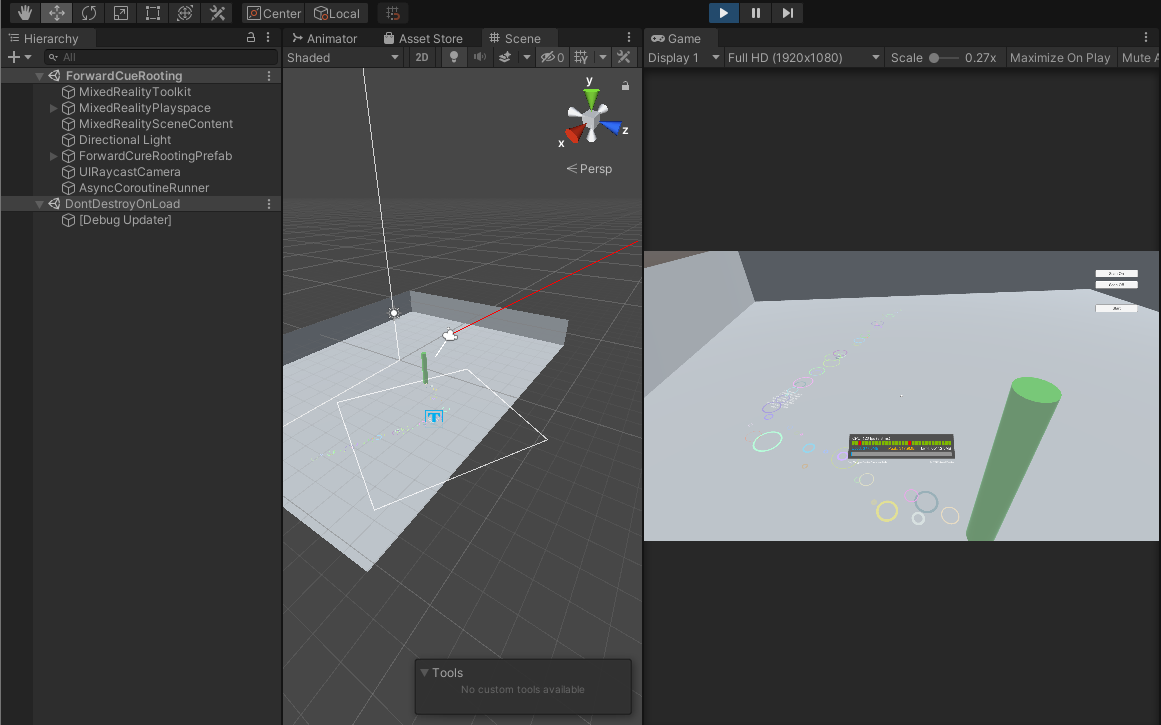 Center
Local
Hierarchy
All
ForwardCueRooting
MixedRealityToolkit
MixedRealityPlayspace
MixedRealitySceneContent
Directional Light
ForwardCureRootingPrefab
UIRaycastCamera
AsyncCoroutineRunner
DontDestroyOnLoad
[Debug Updater]
Animator
Asset Store
Scene
Shaded
2D
0
y
x
z
Persp
Tools
No custom tools available
Game
Display 1
Full HD (1920x1080)
Scale
0.27x
Maximize On Play
Mute A
Start